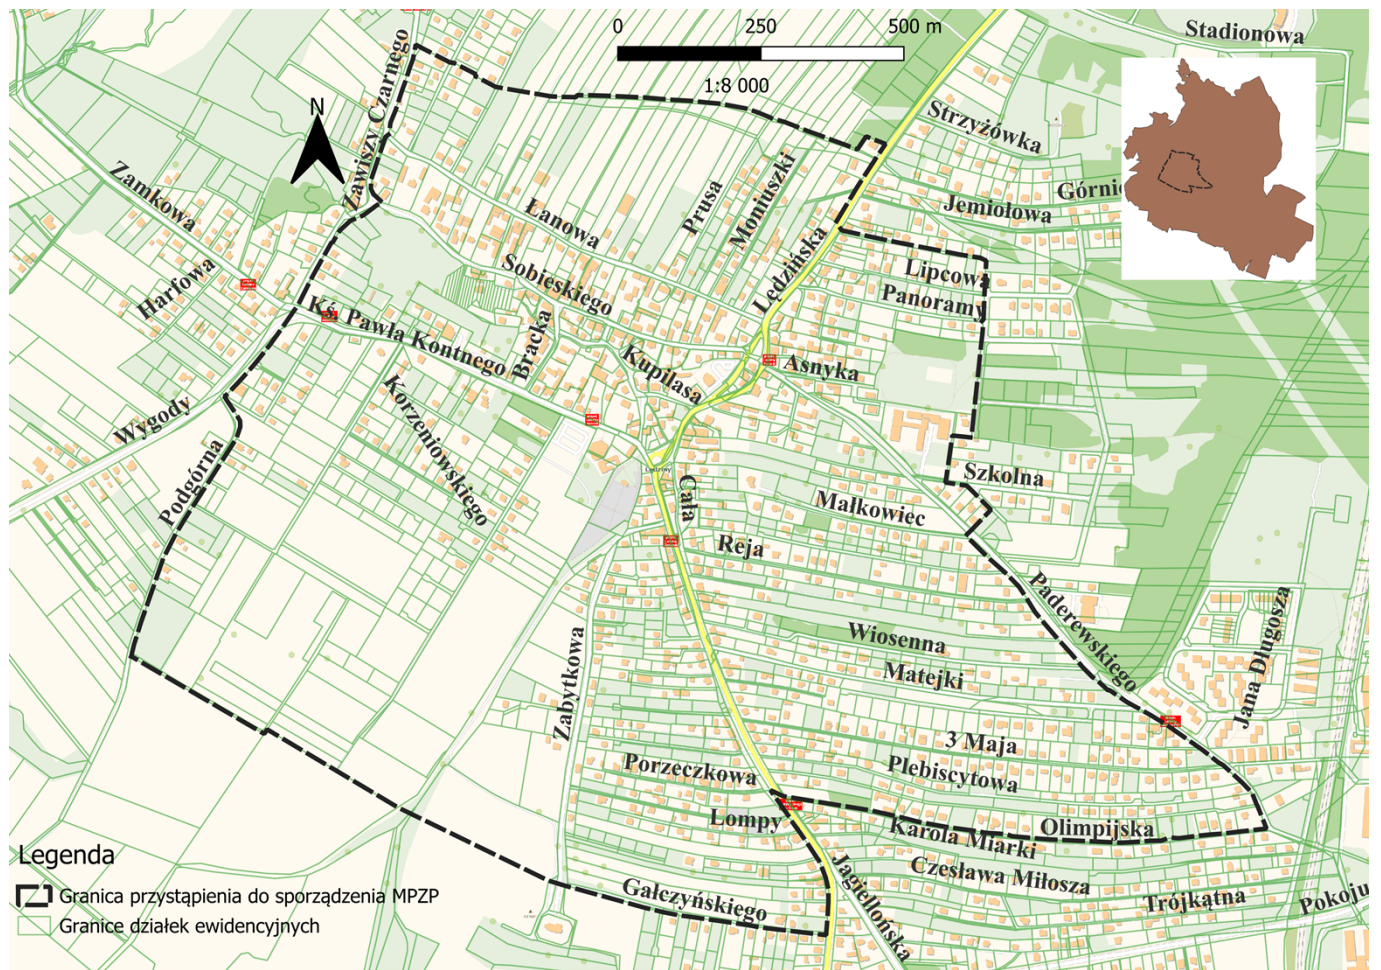 0 250 500 m
1:8 000
Stadionowa
Zawiszy Czarnego
N
Strzyżówka
Zamkowa
Prusa
Moniuszki
Jemiołowa
Łanowa
Lędzińska
Harfowa
Sobieskiego
Lipcowa
Panoramy
Kś. Pawła Kontnego
Bracka
Kupilasa
Asnyka
Wygody
Korzeniowskiego
Podgórna
Lędziny
Szkolna
Cała
Małkowiec
Reja
Paderewskiego
Jana Długosza
Wiosenna
Matejki
Zabytkowa
3 Maja
Plebiscytowa
Porzeczkowa
Lompy
Olimpijska
Karola Miarki
Czesława Miłosza
Jagiellońska
Gałczyńskiego
Trójkątna
Pokoju
Legenda
Granica przystąpienia do sporządzenia MPZP
Granice działek ewidencyjnych